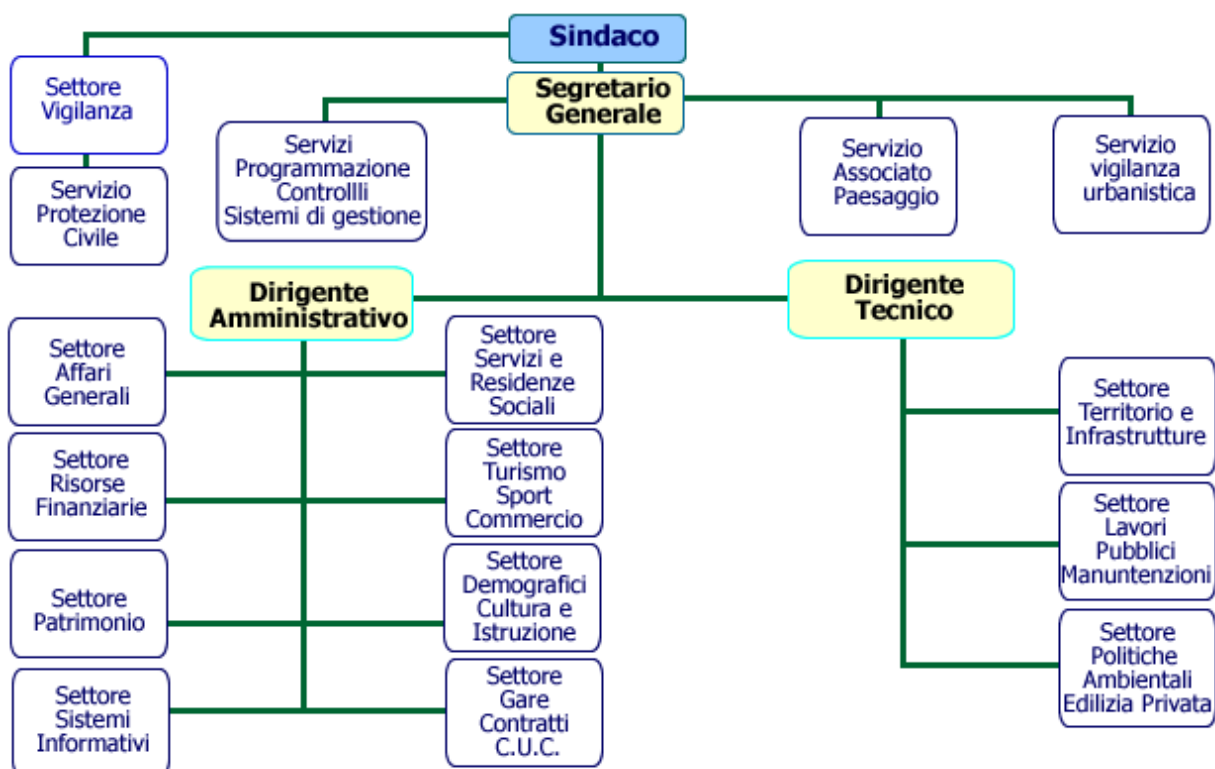 Sindaco
Settore
Vigilanza
Segretario
Generale
Servizi
Programmazione
Controllli
Sistemi di gestione
Servizio
Associato
Paesaggio
Servizio
vigilanza
urbanistica
Servizio
Protezione
Civile
Dirigente
Amministrativo
Dirigente
Tecnico
Settore
Affari
Generali
Settore
Servizi e
Residenze
Sociali
Settore
Territorio e
Infrastrutture
Settore
Risorse
Finanziarie
Settore
Turismo
Sport
Commercio
Settore
Lavori
Pubblici
Manuntenzioni
Settore
Patrimonio
Settore
Demografici
Cultura e
Istruzione
Settore
Politiche
Ambientali
Edilizia Privata
Settore
Sistemi
Informativi
Settore
Gare
Contratti
C.U.C.